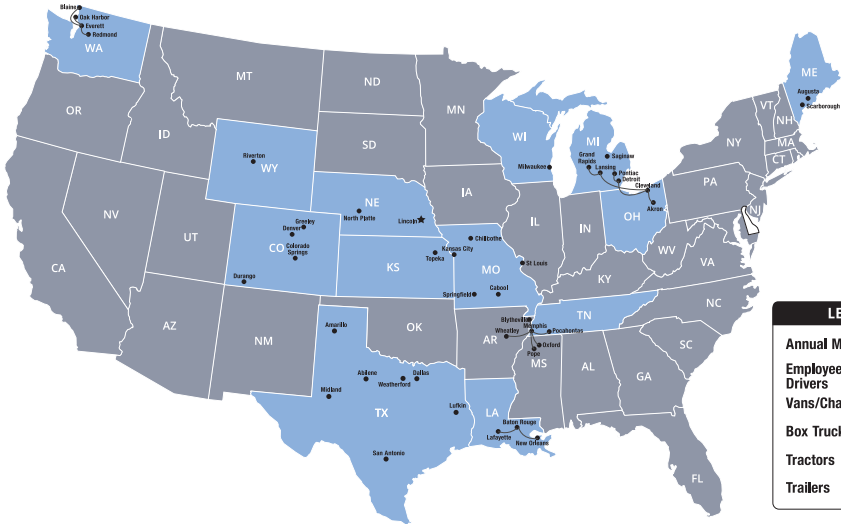 Blaine
Oak Harbor
Everett
Redmond
WA
MT
ND
MN
ME
Augusta
Scarborough
VT
NH
OR
ID
SD
WI
MI
NY
MA
CT
Riverton
WY
Milwaukee
Grand
Rapids
Saginaw
Lansing
Pontiac
Detroit
Cleveland
Akron
PA
NJ
NV
UT
NE
North Platte
Lincoln
IA
IL
IN
OH
Greeley
Denver
CO
Colorado
Springs
Durango
CA
KS
Topeka
Kansas City
Chillicothe
MO
St Louis
Springfield
Cabool
WV
VA
KY
NC
AZ
NM
OK
Amarillo
AR
Blytheville
Memphis
Wheatley
Pocahontas
Oxford
Pope
TN
SC
MS
AL
GA
Abilene
Dallas
Weatherford
Midland
TX
Lufkin
San Antonio
LA
Baton Rouge
Lafayette
New Orleans
FL
LE
Annual M
Employee
Drivers
Vans/Cha
Box Truck
Tractors
Trailers